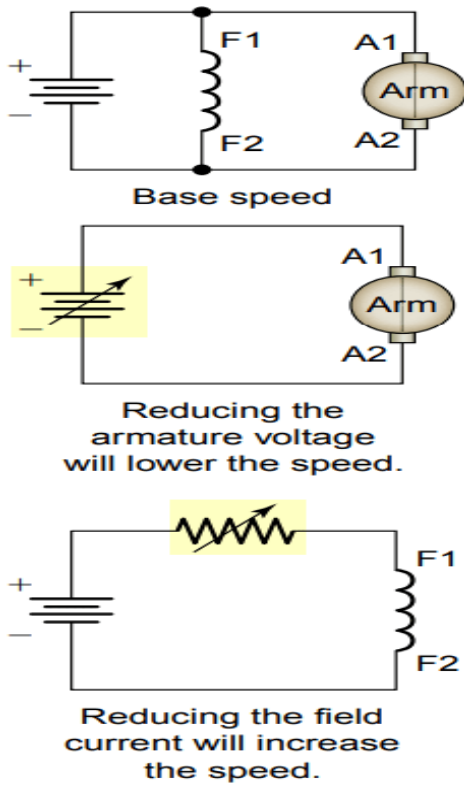 F1
A1
+
Arm
−
F2
A2
Base speed
A1
+
Arm
−
A2
Reducing the
armature voltage
will lower the speed.
F1
+
−
F2
Reducing the field
current will increase
the speed.